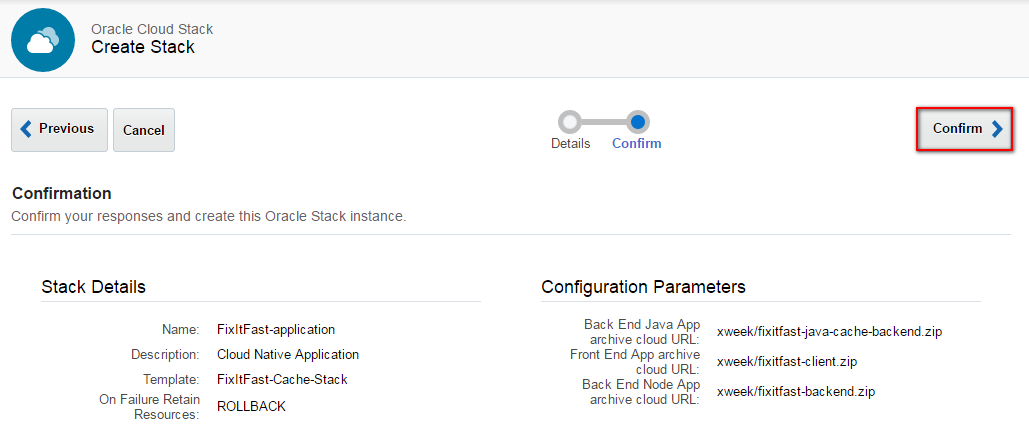 Oracle Cloud Stack
Create Stack
Previous
Cancel
Details
Confirm
Confirm
Confirmation
Confirm your responses and create this Oracle Stack instance.
Stack Details
Name: FixItFast-application
Description: Cloud Native Application
Template: FixItFast-Cache-Stack
On Failure Retain
Resources: ROLLBACK
Configuration Parameters
Back End Java App
archive cloud URL: xweek/fixitfast-java-cache-backend.zip
Front End App archive
cloud URL: xweek/fixitfast-client.zip
Back End Node App
archive cloud URL: xweek/fixitfast-backend.zip